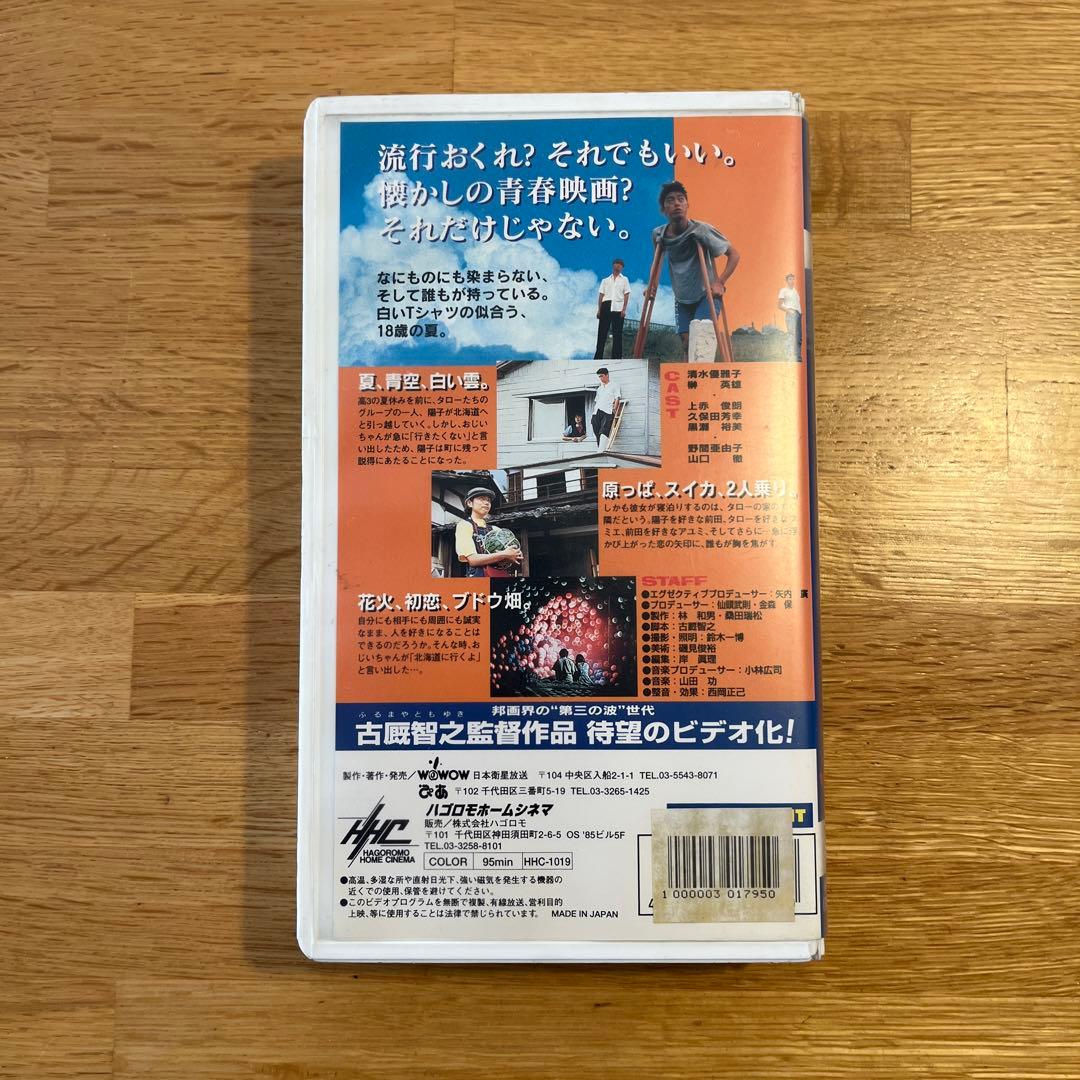 流行おくれ? それでもいい。
懐かしの青春映画?
それだけじゃない。
なにものにも染まらない、
そして誰もが持っている。
白いTシャツの似合う、
18歳の夏。
夏、青空、白い雲。
高3の夏休みを前に、タローたちの
グループの一人、陽子が北海道へ
と引っ越していく。しかし、おじい
ちゃんが急に「行きたくない」と言
い出したため、陽子は町に残って
説得にあたることになった。
CAST
清水優雅子
榊 英雄
・
上赤 俊朗
久保田芳幸
黒瀬 裕美
・
野間亜由子
山口 徹
原っぱ、スイカ、2人乗り。
しかも彼女が寝泊りするのは、タローの家の
隣だという。陽子を好きな前田、タローを好き
ミエ、前田を好きなアユミ、そしてさらに…急に浮
かび上がった恋の矢印に、誰もが胸を焦がす。
花火、初恋、ブドウ畑。
自分にも相手にも周囲にも誠実
なまま、人を好きになることは
できるのだろうか。そんな時、お
じいちゃんが「北海道に行くよ」
と言い出した…。
STAFF
●エグゼクティブプロデューサー:矢内 廣
●プロデューサー:仙頭武則・金森 保
●製作:林 和男・桑田瑞松
●脚本:古厩智之
●撮影・照明:鈴木一博
●美術:磯見俊裕
●編集:岸 眞理
●音楽プロデューサー:小林広司
●音楽:山田 功
●整音・効果:西岡正己
邦画界の“第三の波”世代
ふるまやともゆき
古厩智之監督作品 待望のビデオ化!
製作・著作・発売/WOWOW 日本衛星放送 〒104 中央区入船2-1-1 TEL.03-5543-8071
ぴあ 〒102 千代田区三番町5-19 TEL.03-3265-1425
HHC
HAGOROMO
HOME CINEMA
ハゴロモホームシネマ
販売/株式会社ハゴロモ
〒101 千代田区神田須田町2-6-5 OS '85ビル5F
TEL.03-3258-8101
COLOR 95min HHC-1019
●高温、多湿な所や直射日光下、強い磁気を発生する機器の
近くでの使用、保管を避けてください。
●このビデオプログラムを無断で複製、有線放送、営利目的
上映、等に使用することは法律で禁じられています。 MADE IN JAPAN
1 000003 017950